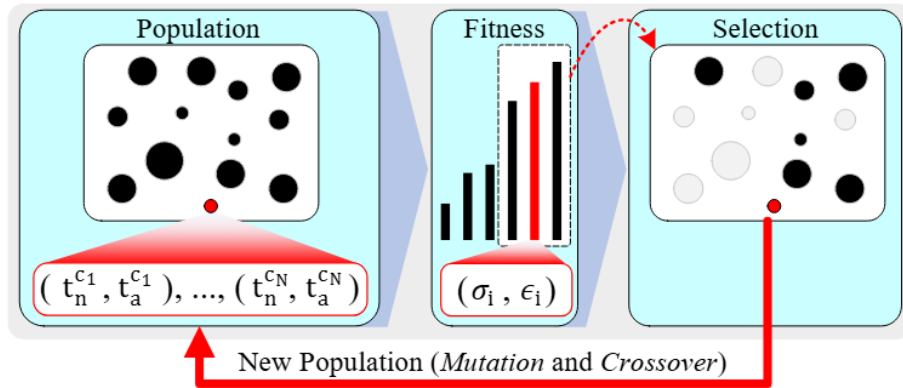 Population
Fitness
Selection
( t_n^{c_1} , t_a^{c_1} ), ..., ( t_n^{c_N} , t_a^{c_N} )
( σ_i , ϵ_i )
New Population (Mutation and Crossover)